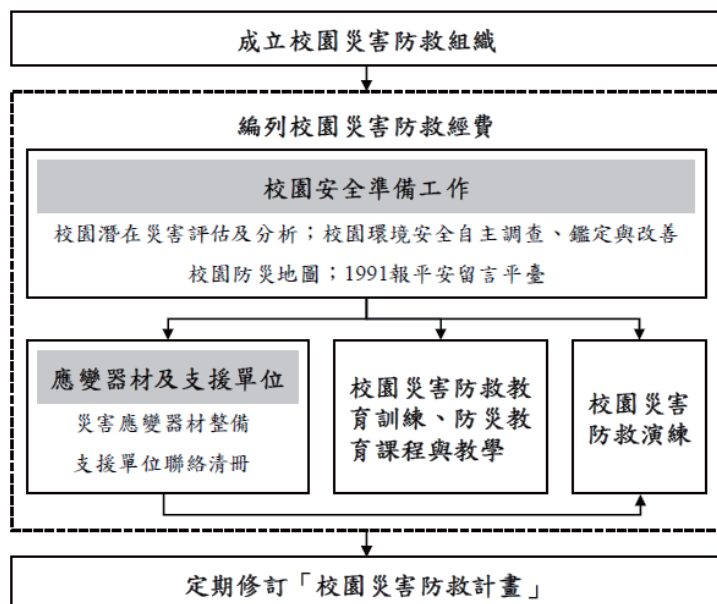 成立校園災害防救組織
編列校園災害防救經費
校園安全準備工作
校園潛在災害評估及分析；校園環境安全自主調查、鑑定與改善
校園防災地圖；1991報平安留言平臺
應變器材及支援單位
災害應變器材整備
支援單位聯絡清冊
校園災害防救教
育訓練、防災教
育課程與教學
校園災害
防救演練
定期修訂「校園災害防救計畫」